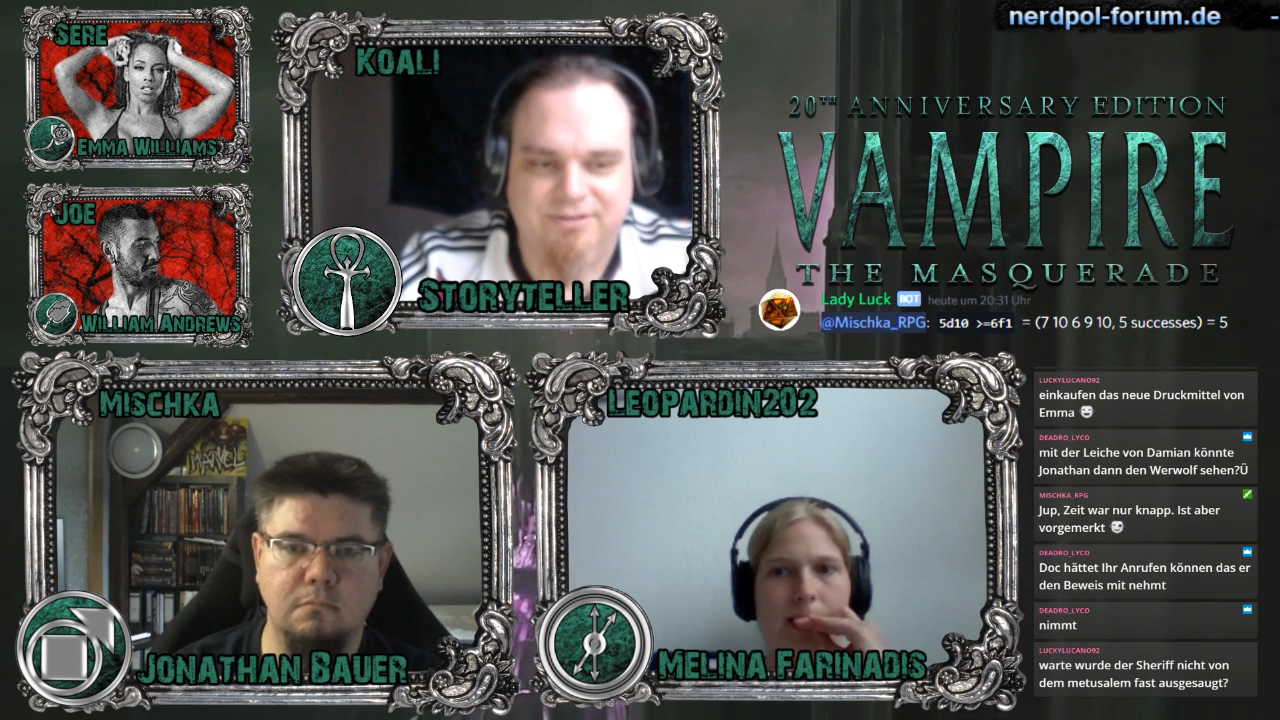 SERE
EMMA WILLIAMS
JOE
WILLIAM ANDREWS
KOALI
STORYTELLER
nerdpol-forum.de
-
20TH ANNIVERSARY EDITION
VAMPIRE
THE MASQUERADE
Lady Luck BOT heute um 20:31 Uhr
@Mischka_RPG: 5d10 >=6f1 = (7 10 6 9 10, 5 successes) = 5
MISCHKA
JONATHAN BAUER
LEOPARDIN202
MELINA FARINADIS
LUCKYLUCANO92
einkaufen das neue Druckmittel von
Emma
DEADRO_LYCO
mit der Leiche von Damian könnte
Jonathan dann den Werwolf sehen?Ü
MISCHKA_RPG
Jup, Zeit war nur knapp. Ist aber
vorgemerkt
DEADRO_LYCO
Doc hättet Ihr Anrufen können das er
den Beweis mit nehmt
DEADRO_LYCO
nimmt
LUCKYLUCANO92
warte wurde der Sheriff nicht von
dem metusalem fast ausgesaugt?